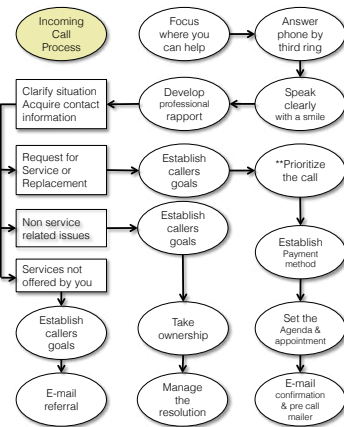 Incoming
Call
Process
Focus
where you
can help
Answer
phone by
third ring
Speak
clearly
with a smile
Develop
professional
rapport
Clarify situation
Acquire contact
information
Request for
Service or
Replacement
Establish
callers
goals
**Prioritize
the call
Establish
Payment
method
Set the
Agenda &
appointment
E-mail
confirmation
& pre call
mailer
Non service
related issues
Establish
callers
goals
Take
ownership
Manage
the
resolution
Services not
offered by you
Establish
callers
goals
E-mail
referral